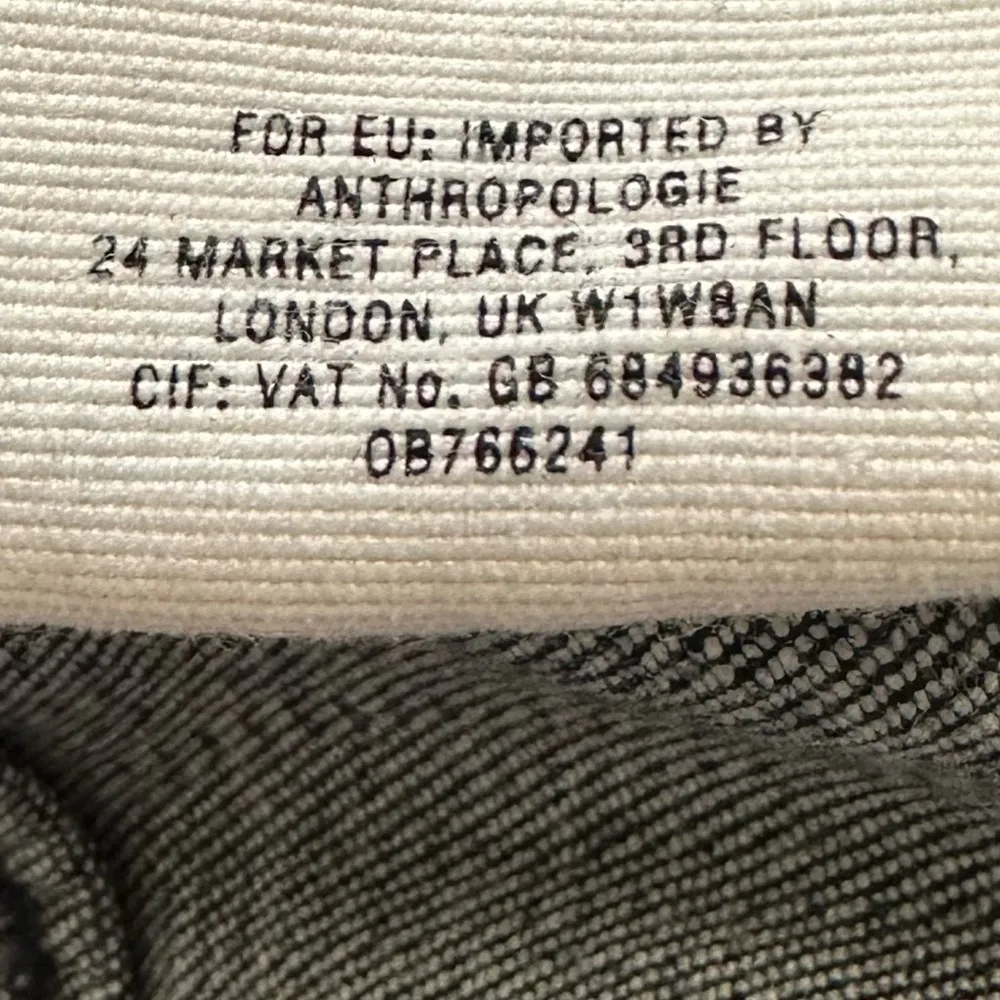 FOR EU: IMPORTED BY
ANTHROPOLOGIE
24 MARKET PLACE, 3RD FLOOR,
LONDON, UK W1W8AN
CIF: VAT No. GB 684936382
0B766241